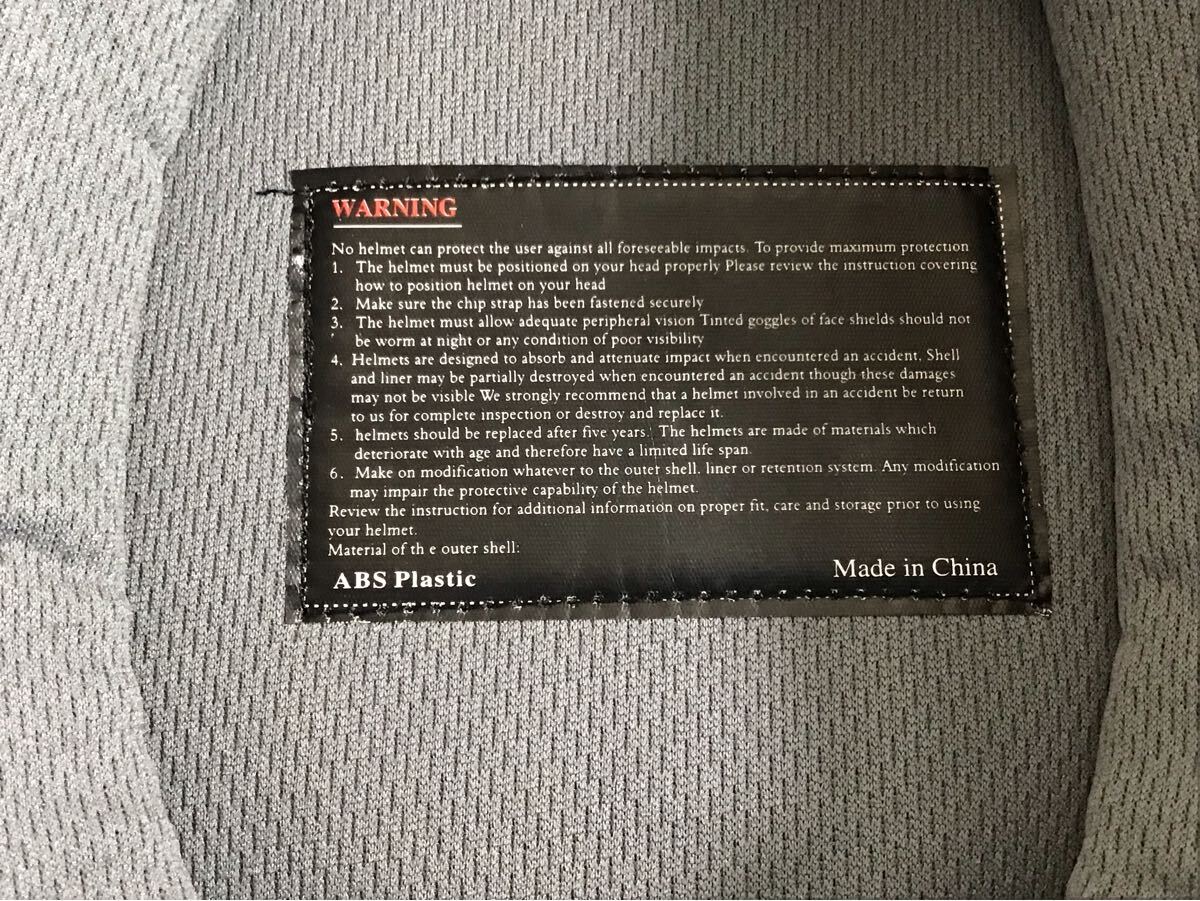 WARNING
No helmet can protect the user against all foreseeable impacts. To provide maximum protection
1. The helmet must be positioned on your head properly Please review the instruction covering
how to position helmet on your head
2. Make sure the chip strap has been fastened securely
3. The helmet must allow adequate peripheral vision Tinted goggles of face shields should not
be worm at night or any condition of poor visibility
4. Helmets are designed to absorb and attenuate impact when encountered an accident. Shell
and liner may be partially destroyed when encountered an accident though these damages
may not be visible We strongly recommend that a helmet involved in an accident be return
to us for complete inspection or destroy and replace it.
5. helmets should be replaced after five years. The helmets are made of materials which
deteriorate with age and therefore have a limited life span.
6. Make on modification whatever to the outer shell. liner or retention system. Any modification
may impair the protective capability of the helmet.
Review the instruction for additional information on proper fit, care and storage prior to using
your helmet.
Material of th e outer shell:
ABS Plastic
Made in China